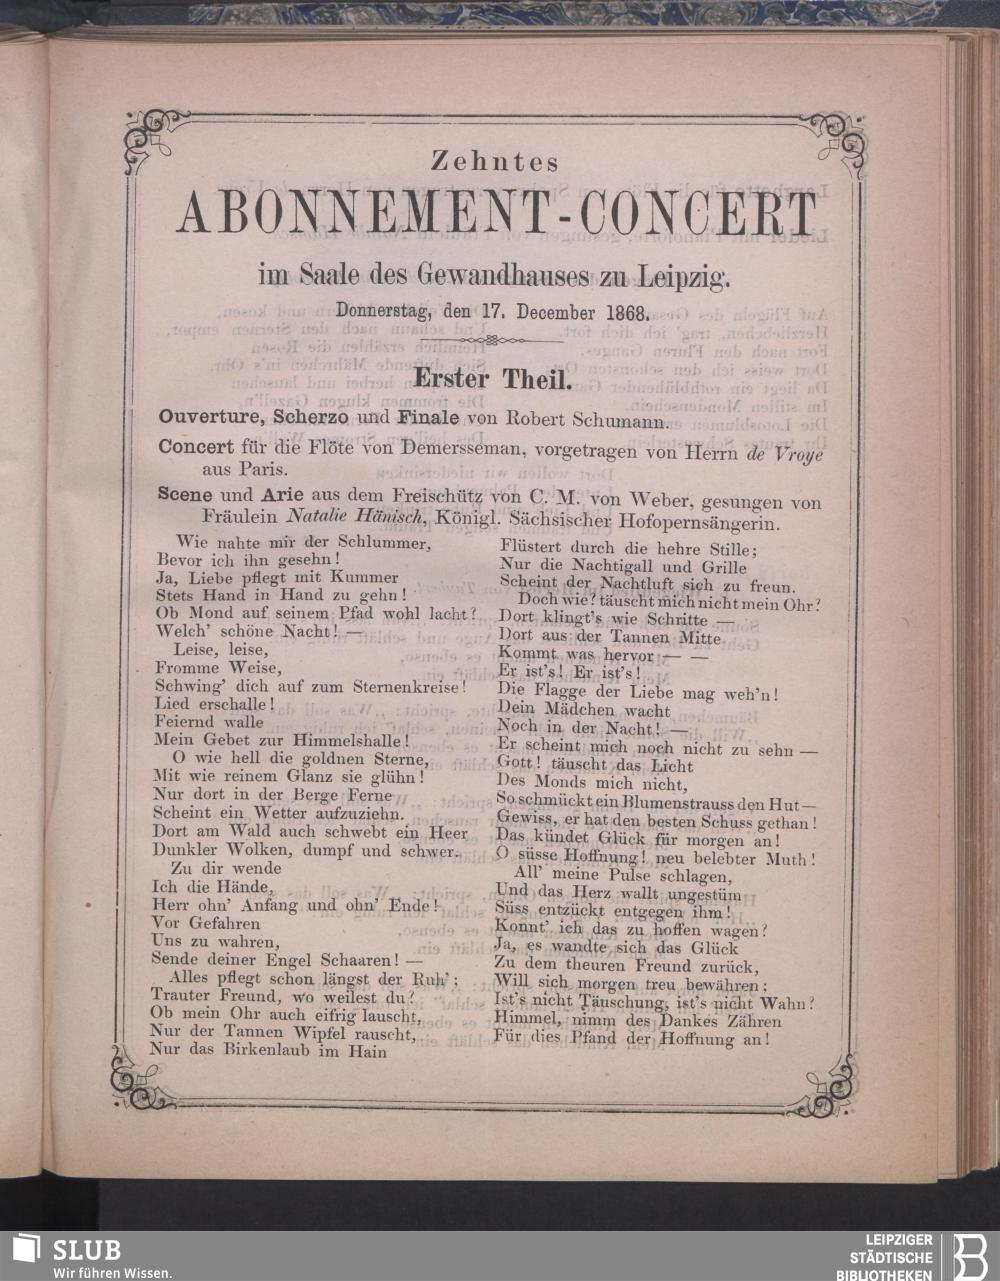 Zehntes
ABONNEMENT-CONCERT
im Saale des Gewandhauses zu Leipzig.
Donnerstag, den 17. December 1868.
Erster Theil.
Ouverture, Scherzo und Finale von Robert Schumann.
Concert für die Flöte von Demersseman, vorgetragen von Herrn de Vroye
aus Paris.
Scene und Arie aus dem Freischütz von C. M. von Weber, gesungen von
Fräulein Natalie Hänisch, Königl. Sächsischer Hofopernsängerin.
Wie nahte mir der Schlummer,
Bevor ich ihn gesehn!
Ja, Liebe pflegt mit Kummer
Stets Hand in Hand zu gehn!
Ob Mond auf seinem Pfad wohl lacht?
Welch' schöne Nacht! —
Leise, leise,
Fromme Weise,
Schwing' dich auf zum Sternenkreise!
Lied erschalle!
Feiernd walle
Mein Gebet zur Himmelshalle!
O wie hell die goldnen Sterne,
Mit wie reinem Glanz sie glühn!
Nur dort in der Berge Ferne
Scheint ein Wetter aufzuziehn.
Dort am Wald auch schwebt ein Heer
Dunkler Wolken, dumpf und schwer.
Zu dir wende
Ich die Hände,
Herr ohn' Anfang und ohn' Ende!
Vor Gefahren
Uns zu wahren,
Sende deiner Engel Schaaren! —
Alles pflegt schon längst der Ruh';
Trauter Freund, wo weilest du?
Ob mein Ohr auch eifrig lauscht,
Nur der Tannen Wipfel rauscht,
Nur das Birkenlaub im Hain
Flüstert durch die hehre Stille;
Nur die Nachtigall und Grille
Scheint der Nachtluft sich zu freun.
Doch wie? täuscht mich nicht mein Ohr?
Dort klingt's wie Schritte —
Dort aus der Tannen Mitte
Kommt was hervor — —
Er ist's! Er ist's!
Die Flagge der Liebe mag weh'n!
Dein Mädchen wacht
Noch in der Nacht! —
Er scheint mich noch nicht zu sehn —
Gott! täuscht das Licht
Des Monds mich nicht,
So schmückt ein Blumenstrauss den Hut —
Gewiss, er hat den besten Schuss gethan!
Das kündet Glück für morgen an!
O süsse Hoffnung! neu belebter Muth!
All' meine Pulse schlagen,
Und das Herz wallt ungestüm
Süss entzückt entgegen ihm!
Konnt' ich das zu hoffen wagen?
Ja, es wandte sich das Glück
Zu dem theuren Freund zurück,
Will sich morgen treu bewähren;
Ist's nicht Täuschung, ist's nicht Wahn?
Himmel, nimm des Dankes Zähren
Für dies Pfand der Hoffnung an!
SLUB
Wir führen Wissen.
LEIPZIGER
STÄDTISCHE
BIBLIOTHEKEN